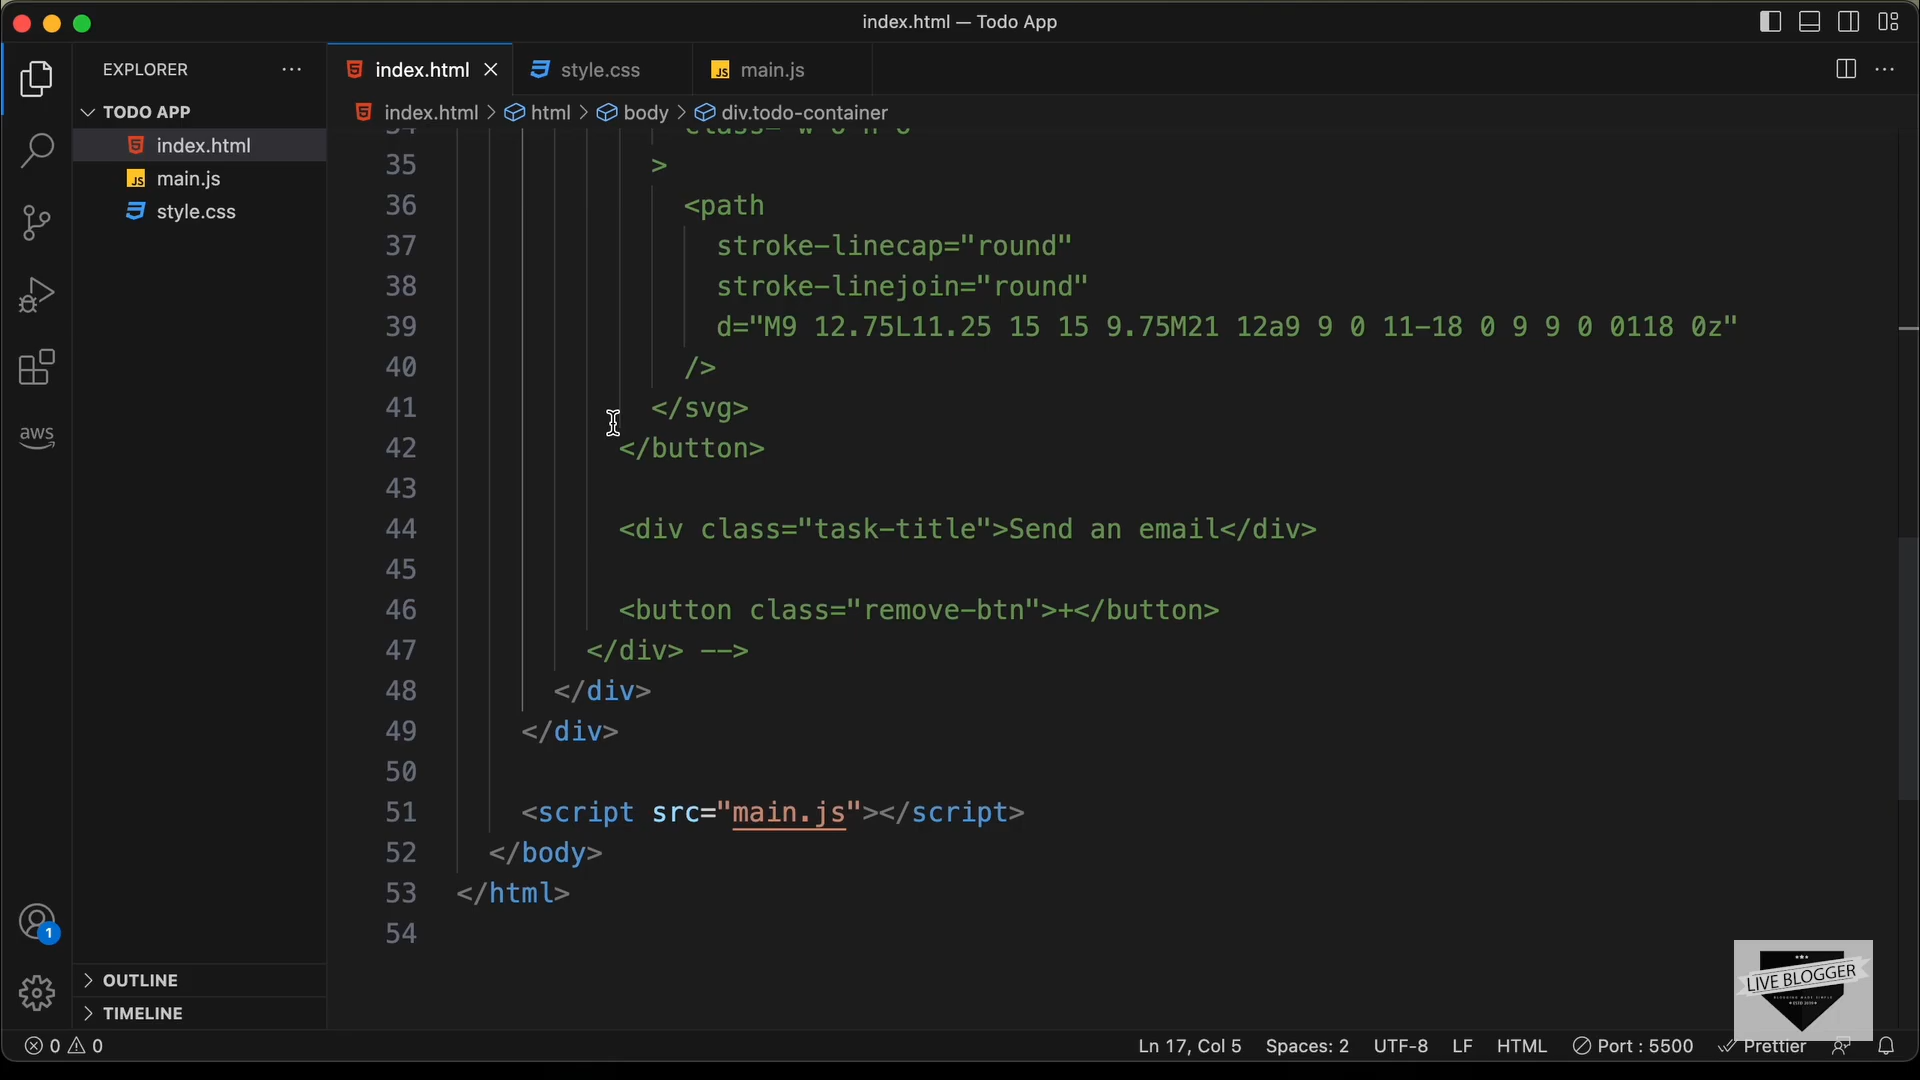 index.html — Todo App
EXPLORER
index.html
style.css
main.js
TODO APP
index.html > html > body > div.todo-container
index.html
main.js
style.css
35 >
36 <path
37 stroke-linecap="round"
38 stroke-linejoin="round"
39 d="M9 12.75L11.25 15 15 9.75M21 12a9 9 0 11-18 0 9 9 0 0118 0z"
40 />
41 </svg>
42 </button>
43
44 <div class="task-title">Send an email</div>
45
46 <button class="remove-btn">+</button>
47 </div> -->
48 </div>
49 </div>
50
51 <script src="main.js"></script>
52 </body>
53 </html>
54
aws
1
OUTLINE
TIMELINE
LIVE BLOGGER
0 0
Ln 17, Col 5 Spaces: 2 UTF-8 LF HTML Port : 5500 Prettier